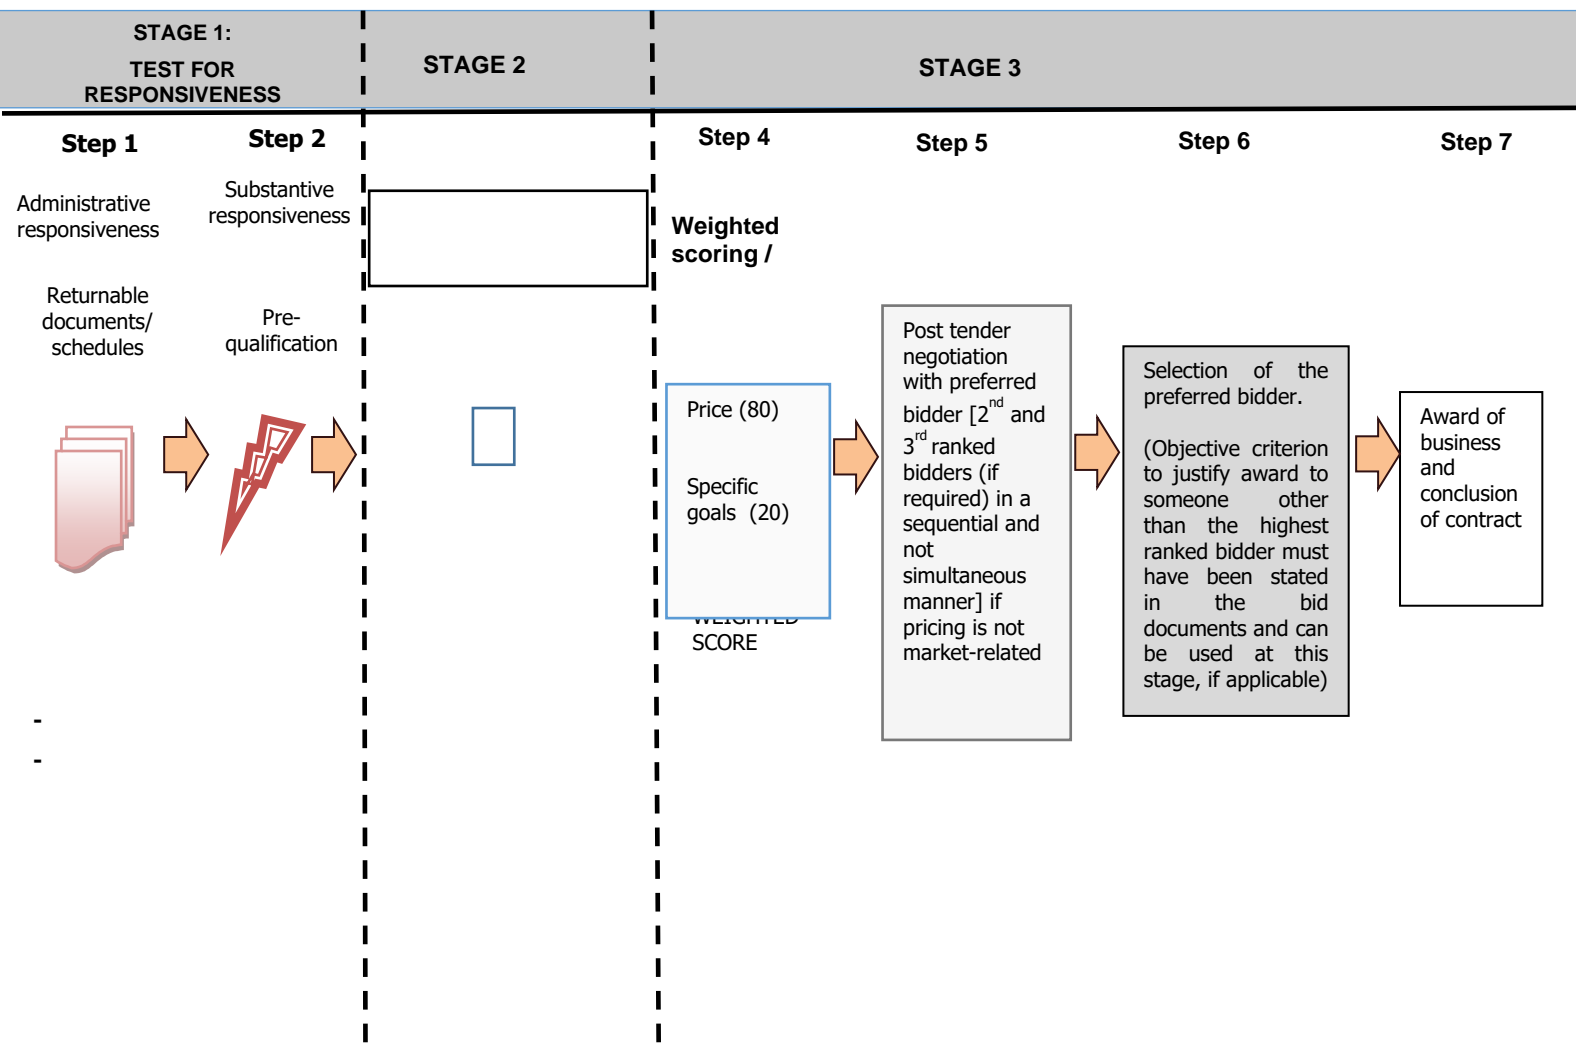 STAGE 1:
TEST FOR
RESPONSIVENESS
STAGE 2
STAGE 3
Step 1
Step 2
Step 4
Step 5
Step 6
Step 7
Administrative
responsiveness
Substantive
responsiveness
Weighted
scoring /
Returnable
documents/
schedules
Pre-
qualification
Price (80)
Specific
goals (20)
WEIGHTED
SCORE
Post tender
negotiation
with preferred
bidder [2nd and
3rd ranked
bidders (if
required) in a
sequential and
not
simultaneous
manner] if
pricing is not
market-related
Selection of the
preferred bidder.
(Objective criterion
to justify award to
someone other
than the highest
ranked bidder must
have been stated
in the bid
documents and can
be used at this
stage, if applicable)
Award of
business
and
conclusion
of contract
-
-